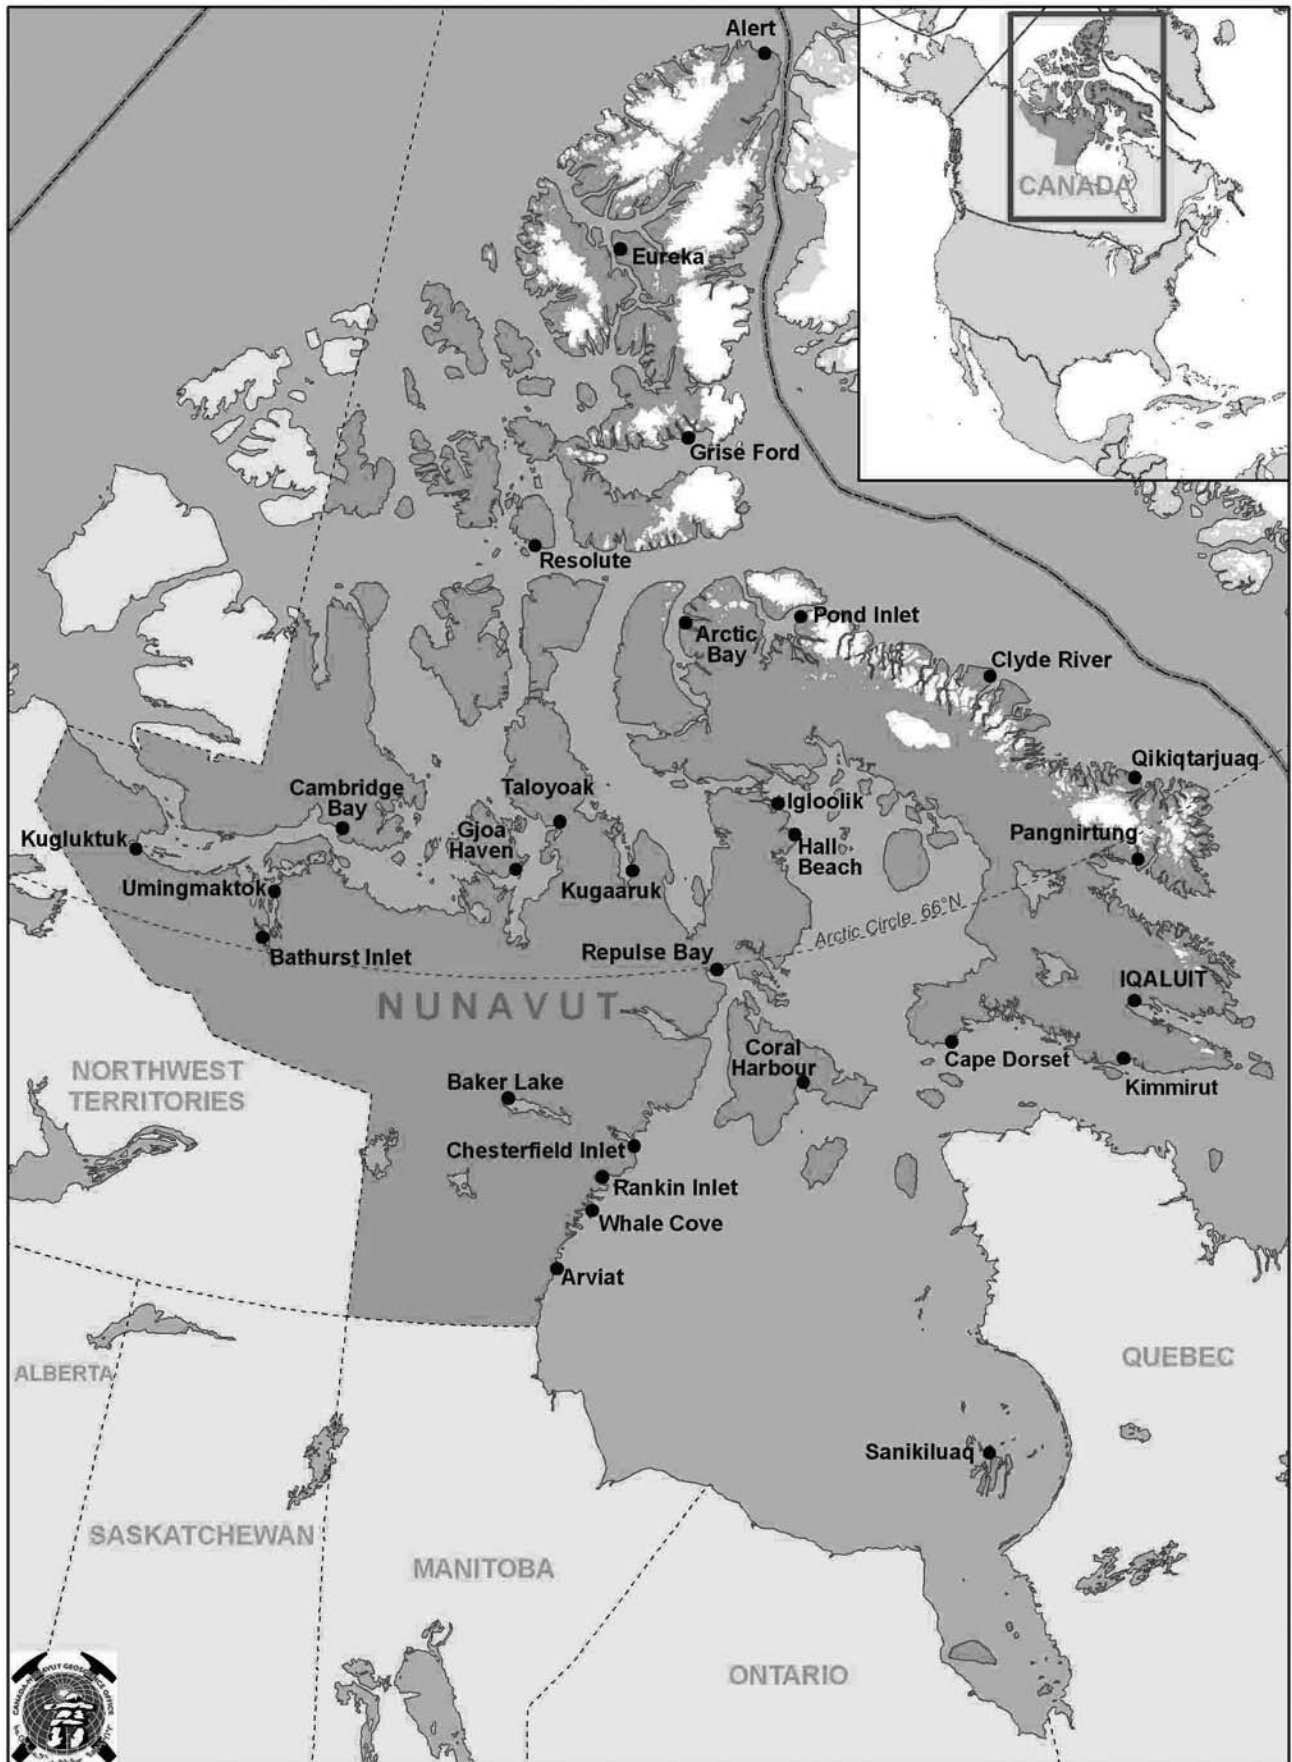 Alert
CANADA
Eureka
Grise Ford
Resolute
Pond Inlet
Arctic
Bay
Clyde River
Qikiqtarjuaq
Cambridge
Bay
Taloyoak
Igloolik
Kugluktuk
Gjoa
Haven
Hall
Beach
Pangnirtung
Umingmaktok
Kugaaruk
Arctic Circle 66°N
Bathurst Inlet
Repulse Bay
IQALUIT
NUNAVUT
NORTHWEST
TERRITORIES
Coral
Harbour
Cape Dorset
Kimmirut
Baker Lake
Chesterfield Inlet
Rankin Inlet
Whale Cove
Arviat
ALBERTA
QUEBEC
Sanikiluaq
SASKATCHEWAN
MANITOBA
ONTARIO